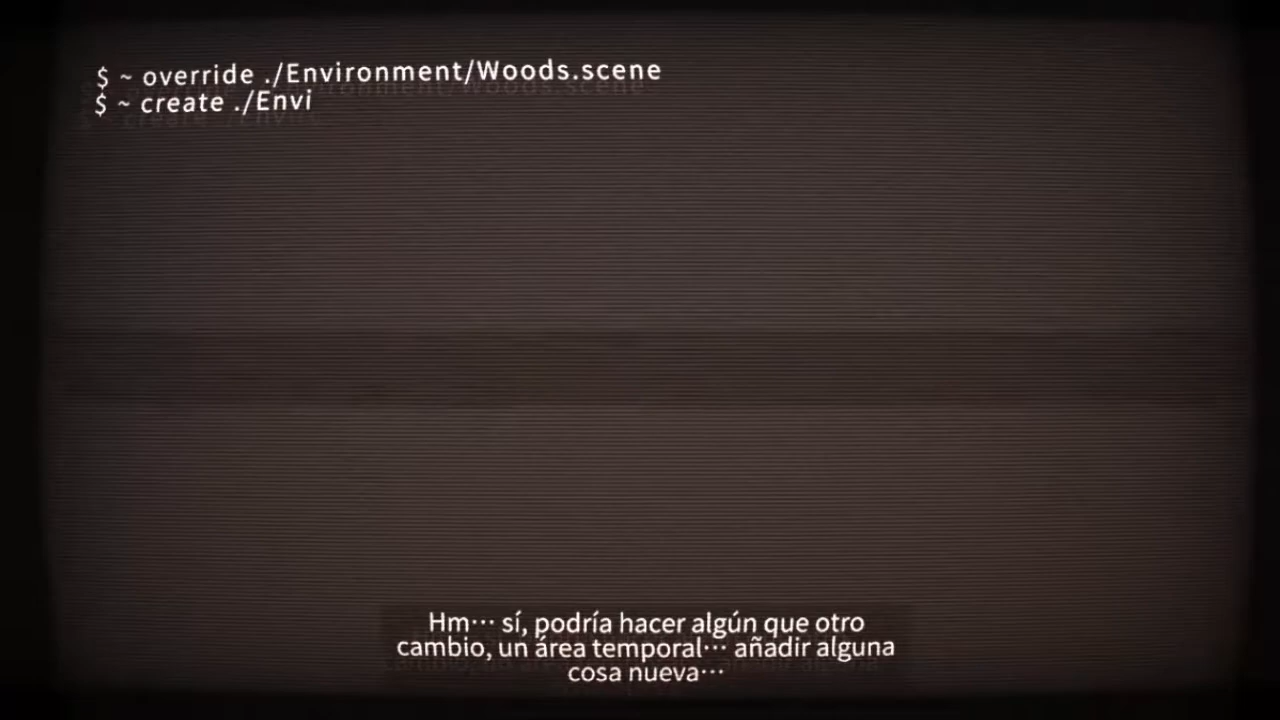 $ ~ override ./Environment/Woods.scene
$ ~ create ./Envi
Hm… sí, podría hacer algún que otro
cambio, un área temporal… añadir alguna
cosa nueva…